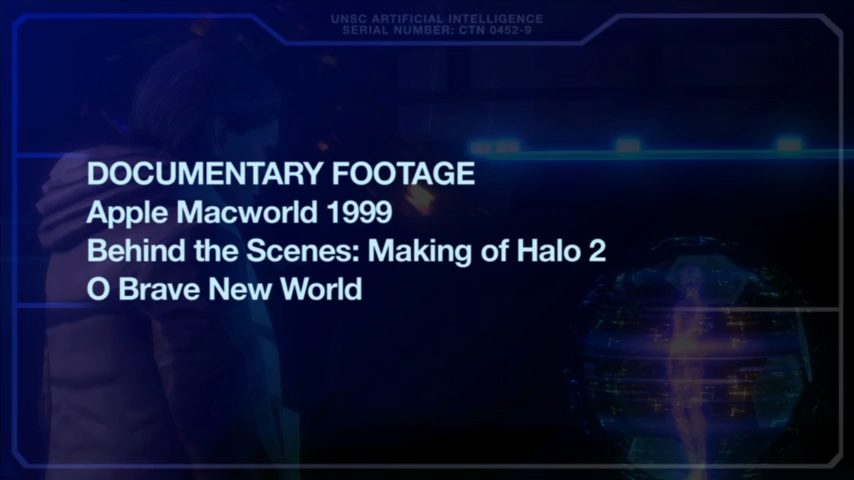 UNSC ARTIFICIAL INTELLIGENCE
SERIAL NUMBER: CTN 0452-9
DOCUMENTARY FOOTAGE
Apple Macworld 1999
Behind the Scenes: Making of Halo 2
O Brave New World